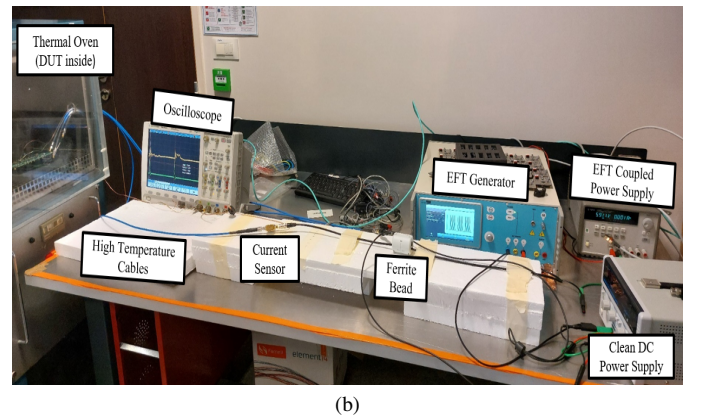 Thermal Oven
(DUT inside)
Oscilloscope
EFT Generator
EFT Coupled
Power Supply
High Temperature
Cables
Current
Sensor
Ferrite
Bead
Clean DC
Power Supply
element
(b)